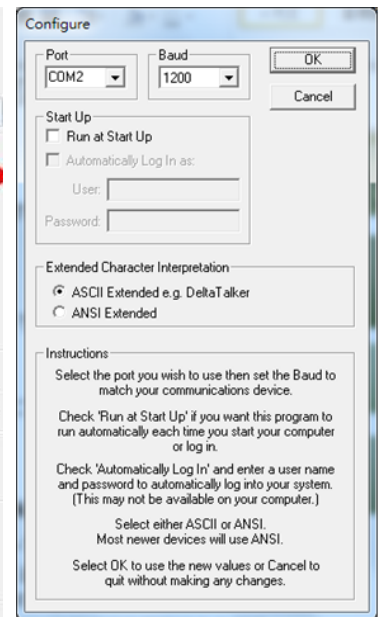 Configure
Port
COM2
Baud
1200
OK
Cancel
Start Up
Run at Start Up
Automatically Log In as:
User:
Password:
Extended Character Interpretation
ASCII Extended e.g. DeltaTalker
ANSI Extended
Instructions
Select the port you wish to use then set the Baud to
match your communications device.
Check 'Run at Start Up' if you want this program to
run automatically each time you start your computer
or log in.
Check 'Automatically Log In' and enter a user name
and password to automatically log into your system.
(This may not be available on your computer.)
Select either ASCII or ANSI.
Most newer devices will use ANSI.
Select OK to use the new values or Cancel to
quit without making any changes.